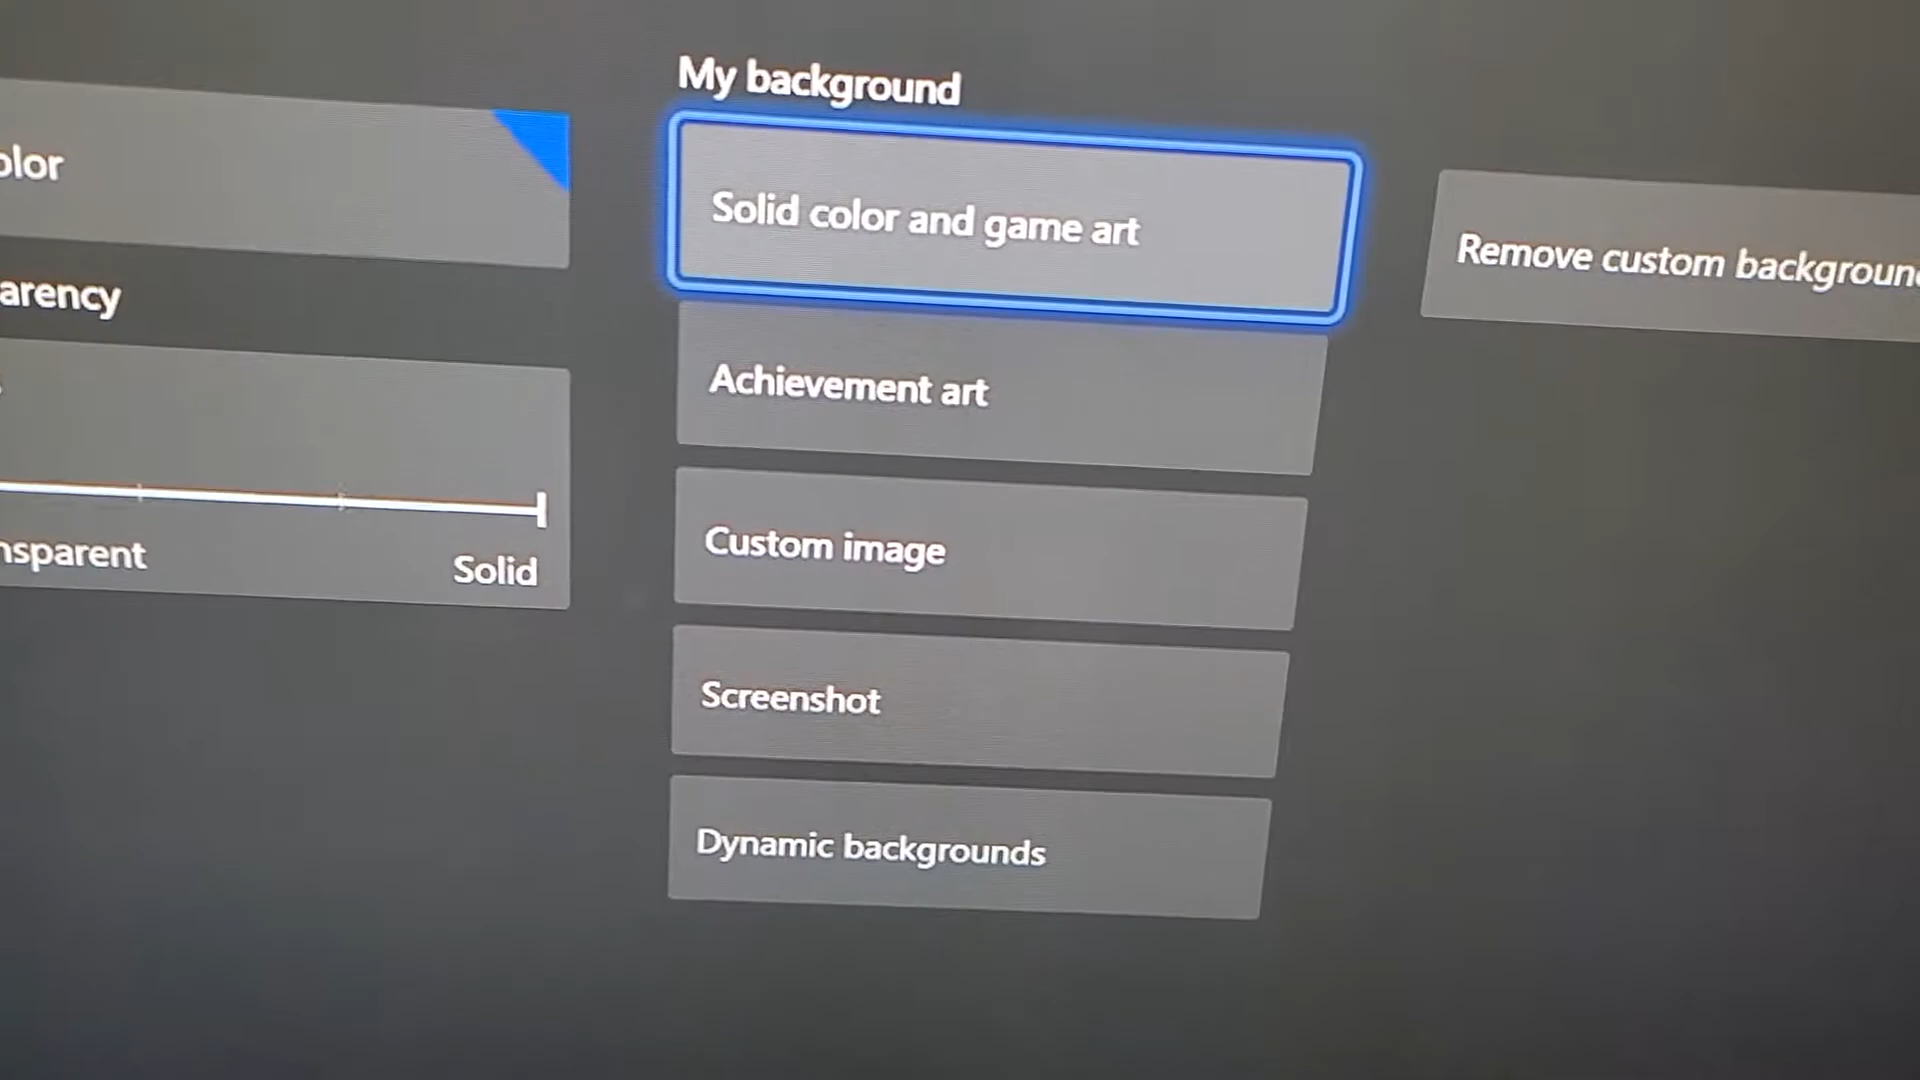 My background
olor
Solid color and game art
Remove custom background
arency
Achievement art
Custom image
nsparent
Solid
Screenshot
Dynamic backgrounds